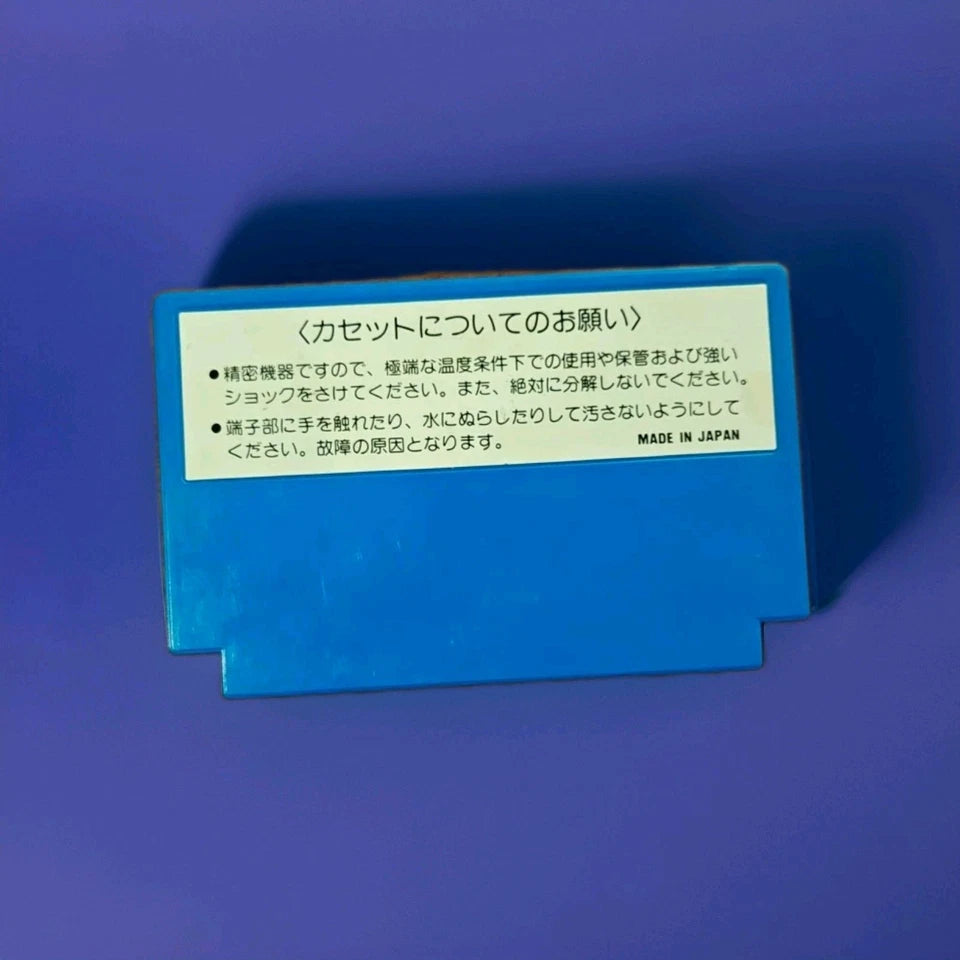 〈カセットについてのお願い〉
●精密機器ですので、極端な温度条件下での使用や保管および強い
ショックをさけてください。また、絶対に分解しないでください。
●端子部に手を触れたり、水にぬらしたりして汚さないようにして
ください。故障の原因となります。
MADE IN JAPAN